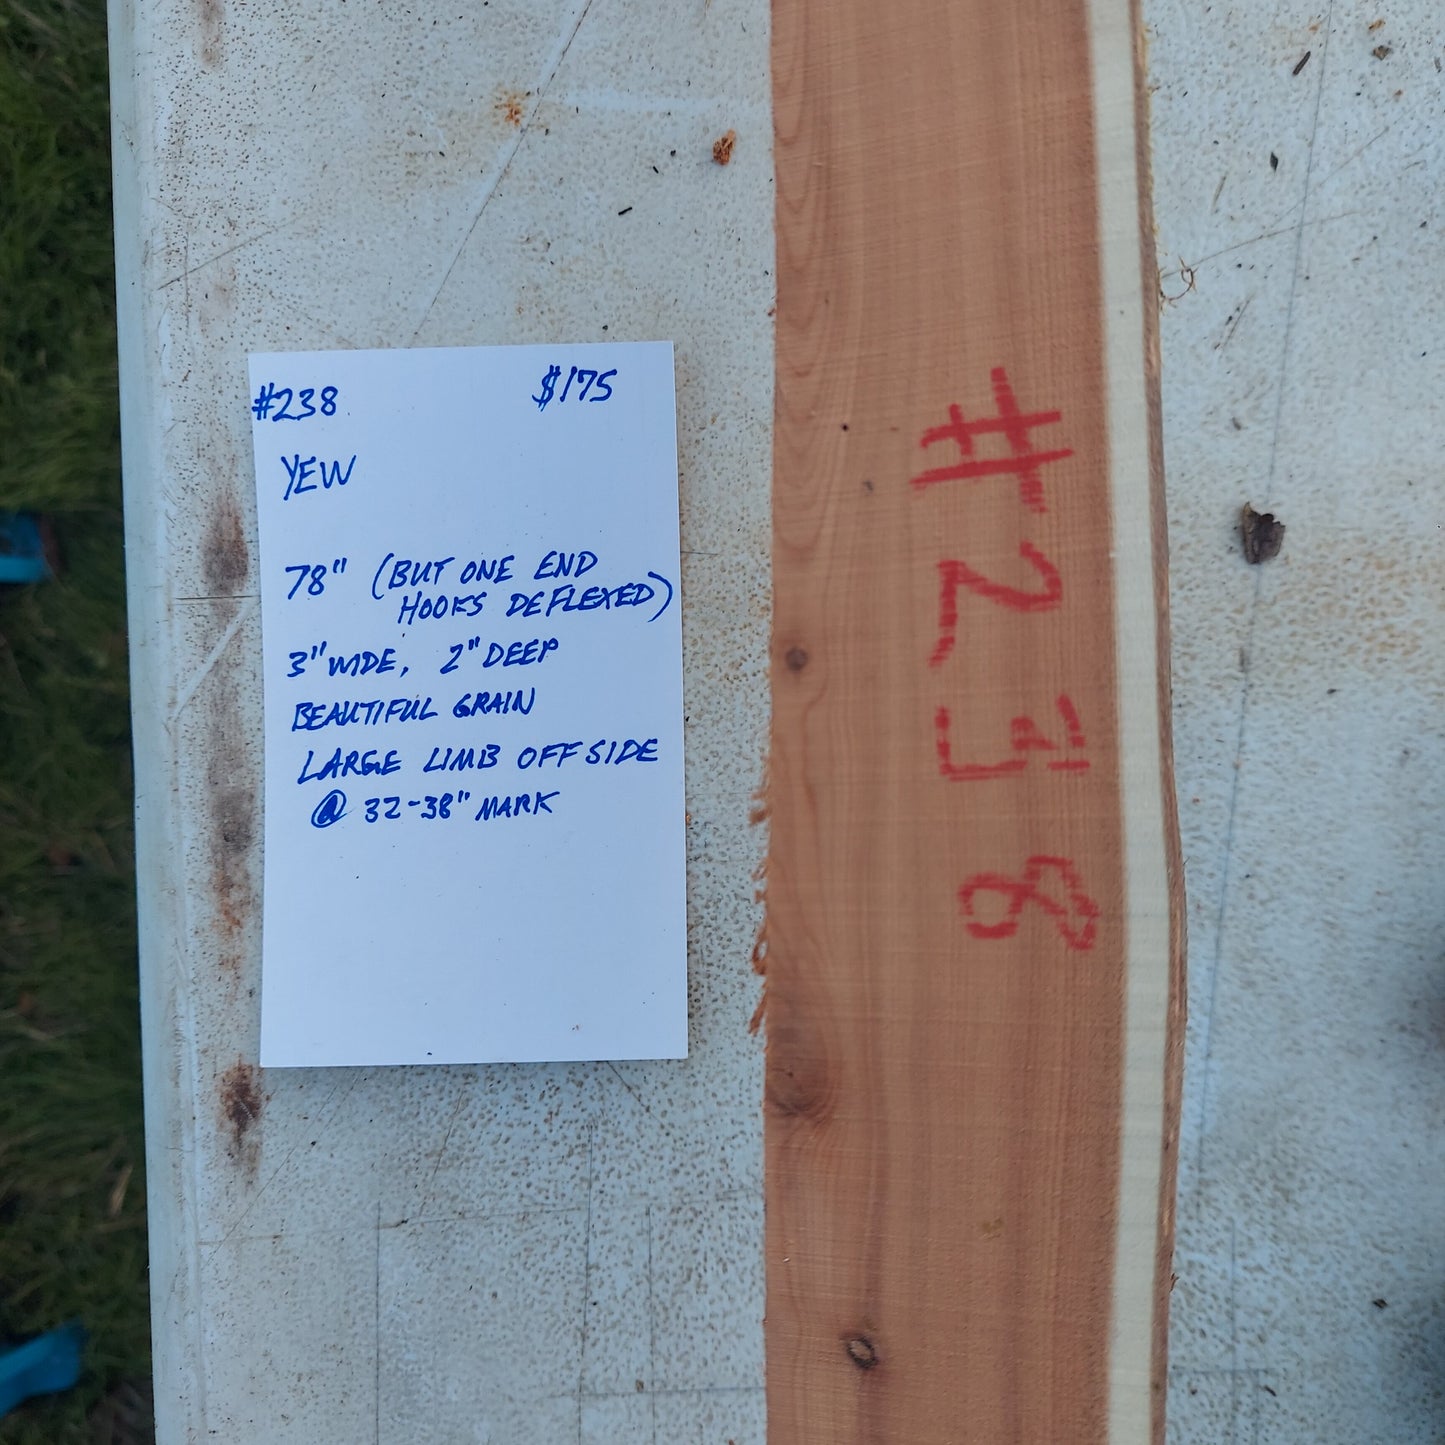 #238 $175
YEW
78" (BUT ONE END
HOOKS DEFLEXED)
3" WIDE, 2" DEEP
BEAUTIFUL GRAIN
LARGE LIMB OFF SIDE
@ 32-38" MARK
#238